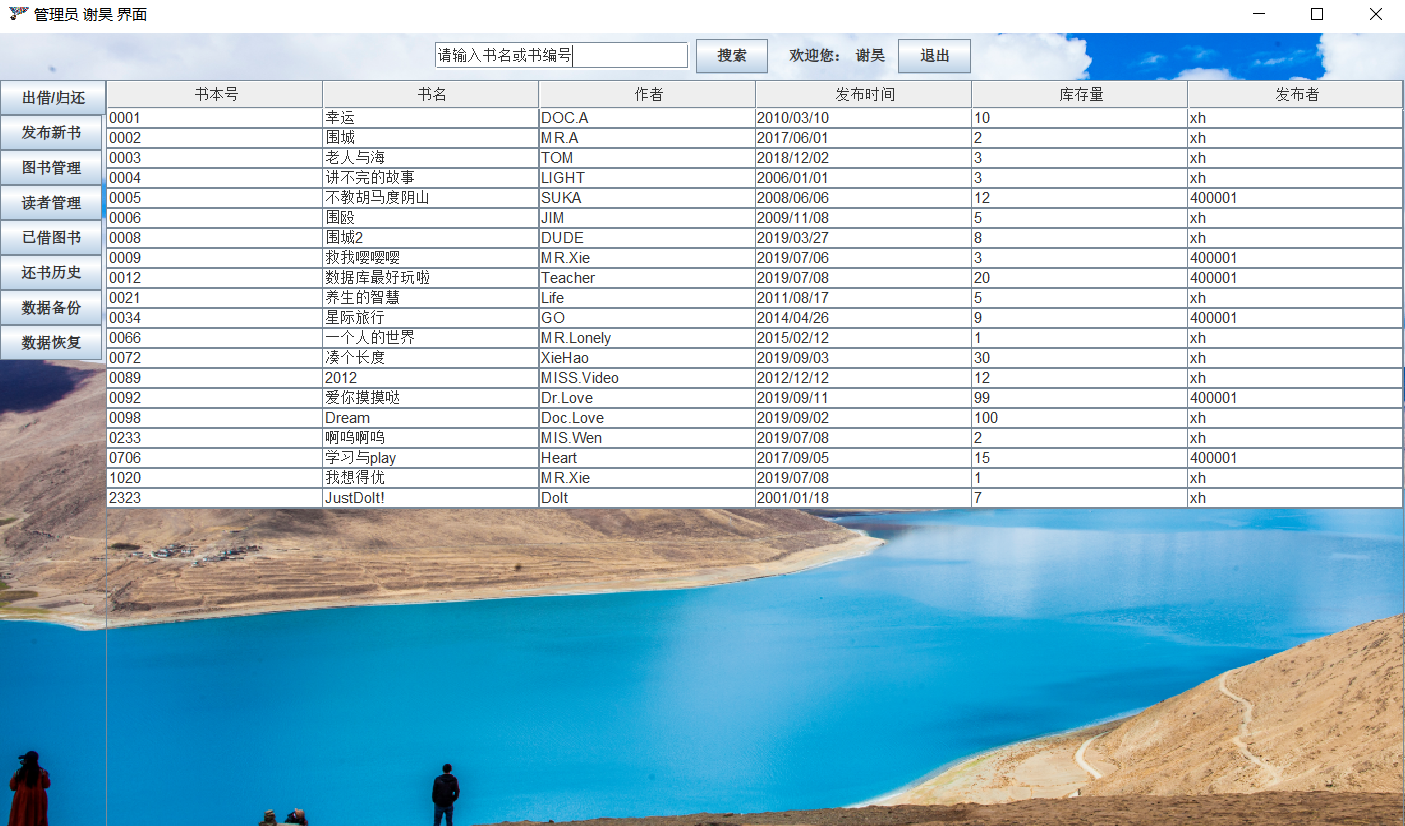 管理员 谢昊 界面
请输入书名或书编号 搜索 欢迎您： 谢昊 退出
出借/归还
发布新书
图书管理
读者管理
已借图书
还书历史
数据备份
数据恢复
书本号 书名 作者 发布时间 库存量 发布者
0001 幸运 DOC.A 2010/03/10 10 xh
0002 围城 MR.A 2017/06/01 2 xh
0003 老人与海 TOM 2018/12/02 3 xh
0004 讲不完的故事 LIGHT 2006/01/01 3 xh
0005 不教胡马度阴山 SUKA 2008/06/06 12 400001
0006 围殴 JIM 2009/11/08 5 xh
0008 围城2 DUDE 2019/03/27 8 xh
0009 救我嘤嘤嘤 MR.Xie 2019/07/06 3 400001
0012 数据库最好玩啦 Teacher 2019/07/08 20 400001
0021 养生的智慧 Life 2011/08/17 5 xh
0034 星际旅行 GO 2014/04/26 9 400001
0066 一个人的世界 MR.Lonely 2015/02/12 1 xh
0072 凑个长度 XieHao 2019/09/03 30 xh
0089 2012 MISS.Video 2012/12/12 12 xh
0092 爱你摸摸哒 Dr.Love 2019/09/11 99 400001
0098 Dream Doc.Love 2019/09/02 100 xh
0233 啊呜啊呜 MIS.Wen 2019/07/08 2 xh
0706 学习与play Heart 2017/09/05 15 400001
1020 我想得优 MR.Xie 2019/07/08 1 xh
2323 JustDoIt! DoIt 2001/01/18 7 xh